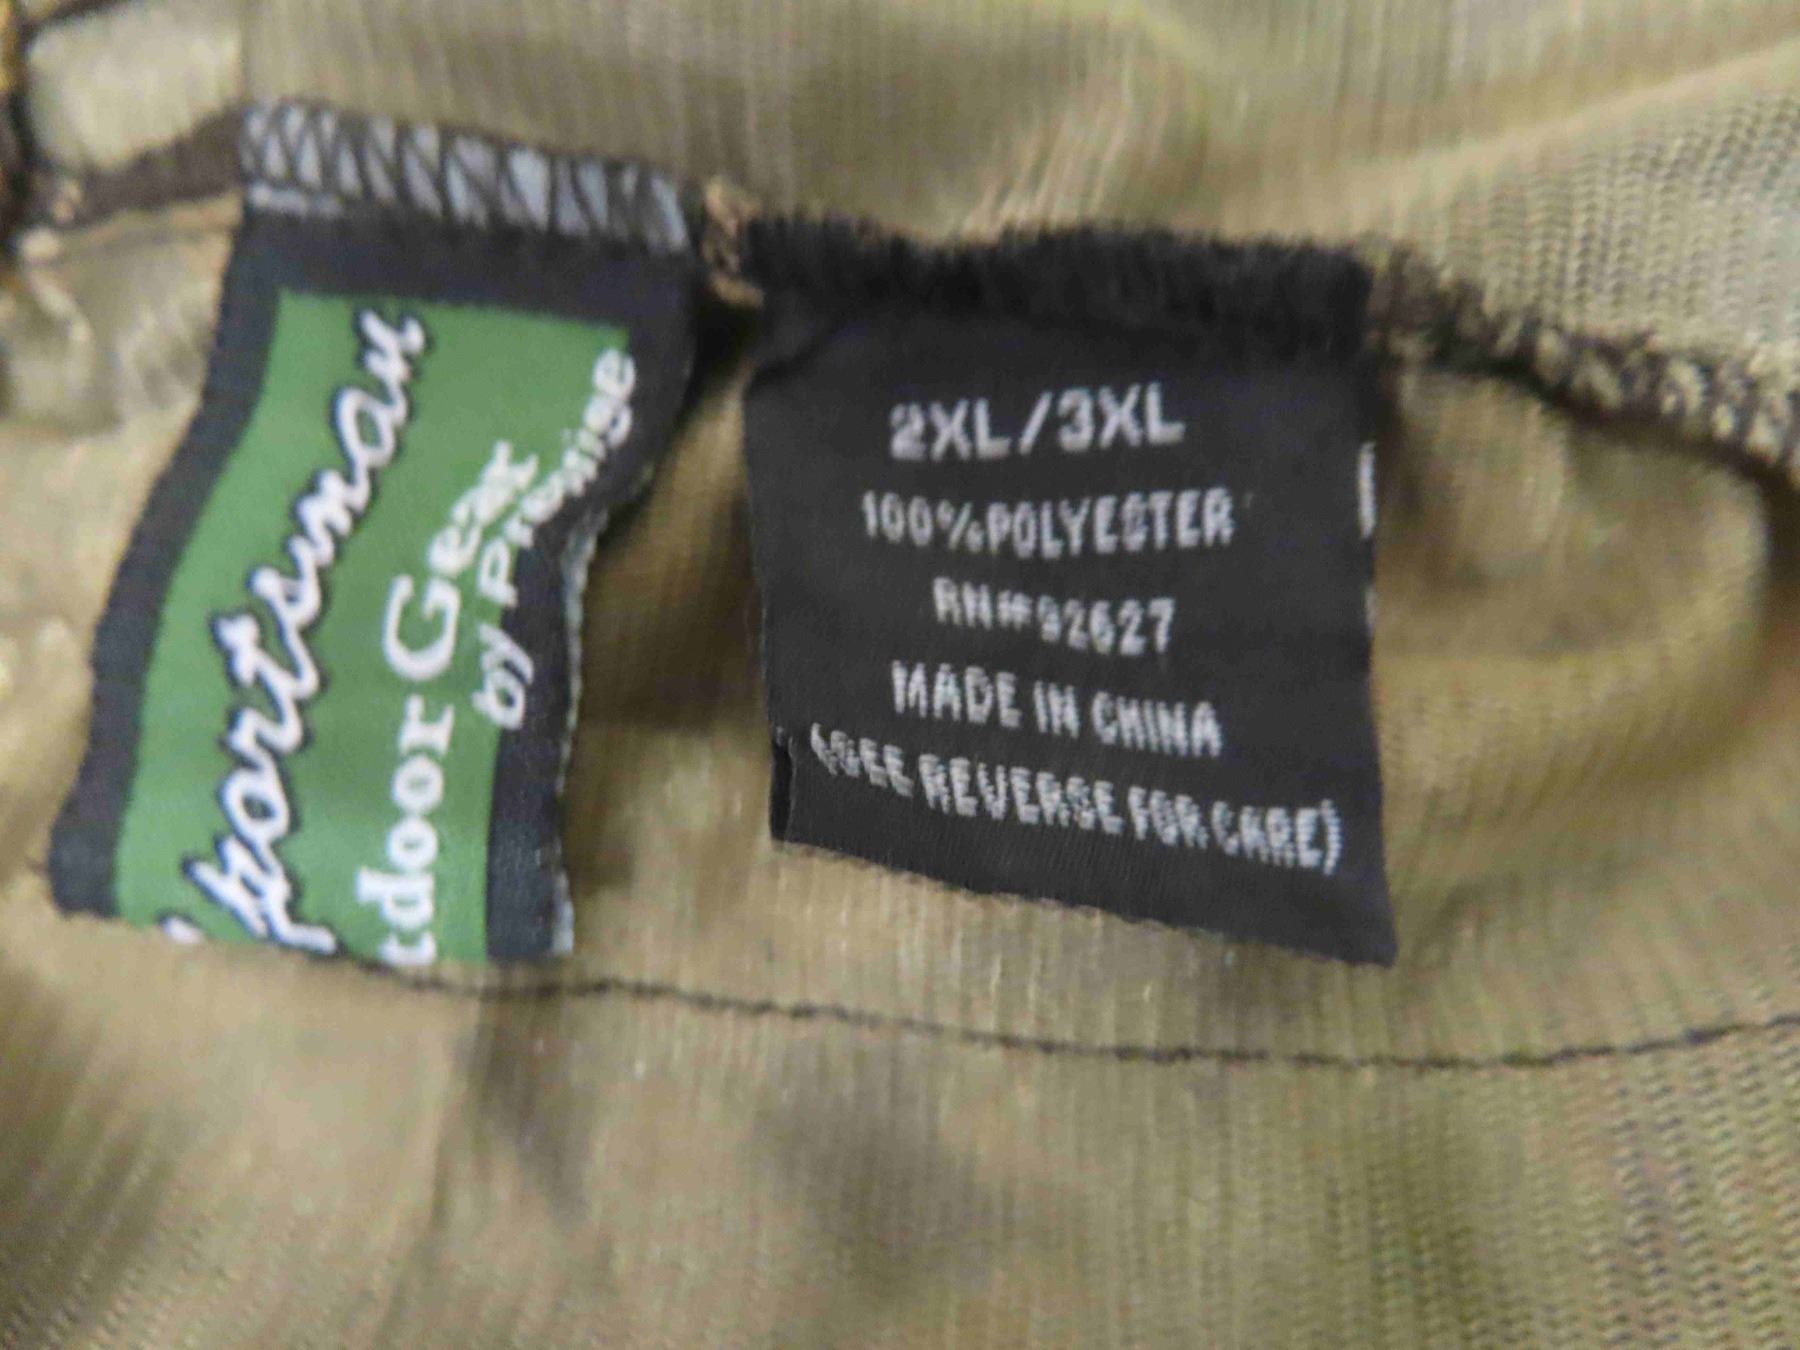 Sportsman
Outdoor Gear
by Prestige
2XL/3XL
100%POLYESTER
RN#92627
MADE IN CHINA
(SEE REVERSE FOR CARE)